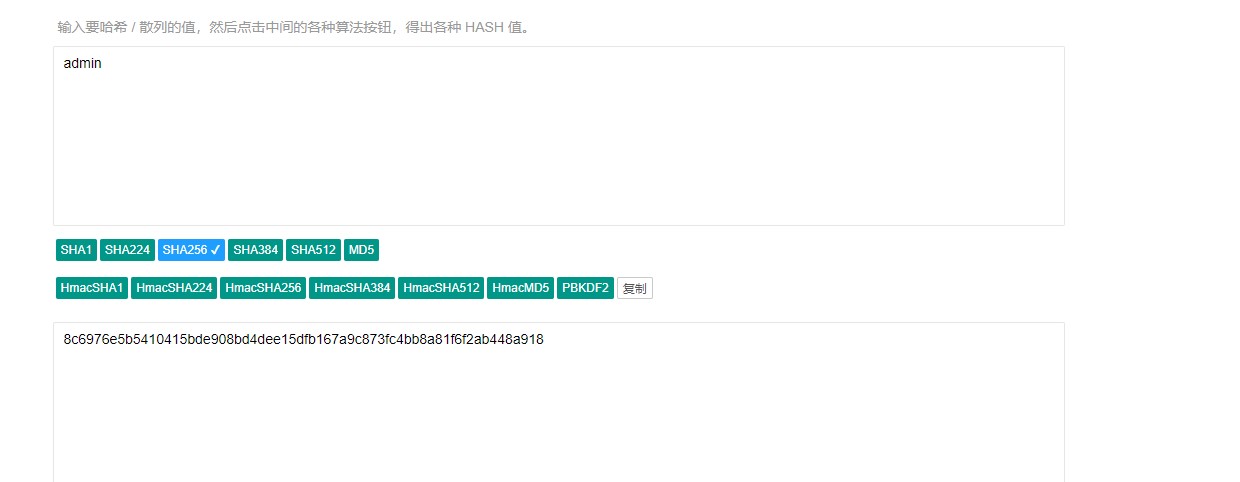 输入要哈希 / 散列的值，然后点击中间的各种算法按钮，得出各种 HASH 值。
admin
SHA1 SHA224 SHA256 ✓ SHA384 SHA512 MD5
HmacSHA1 HmacSHA224 HmacSHA256 HmacSHA384 HmacSHA512 HmacMD5 PBKDF2 复制
8c6976e5b5410415bde908bd4dee15dfb167a9c873fc4bb8a81f6f2ab448a918